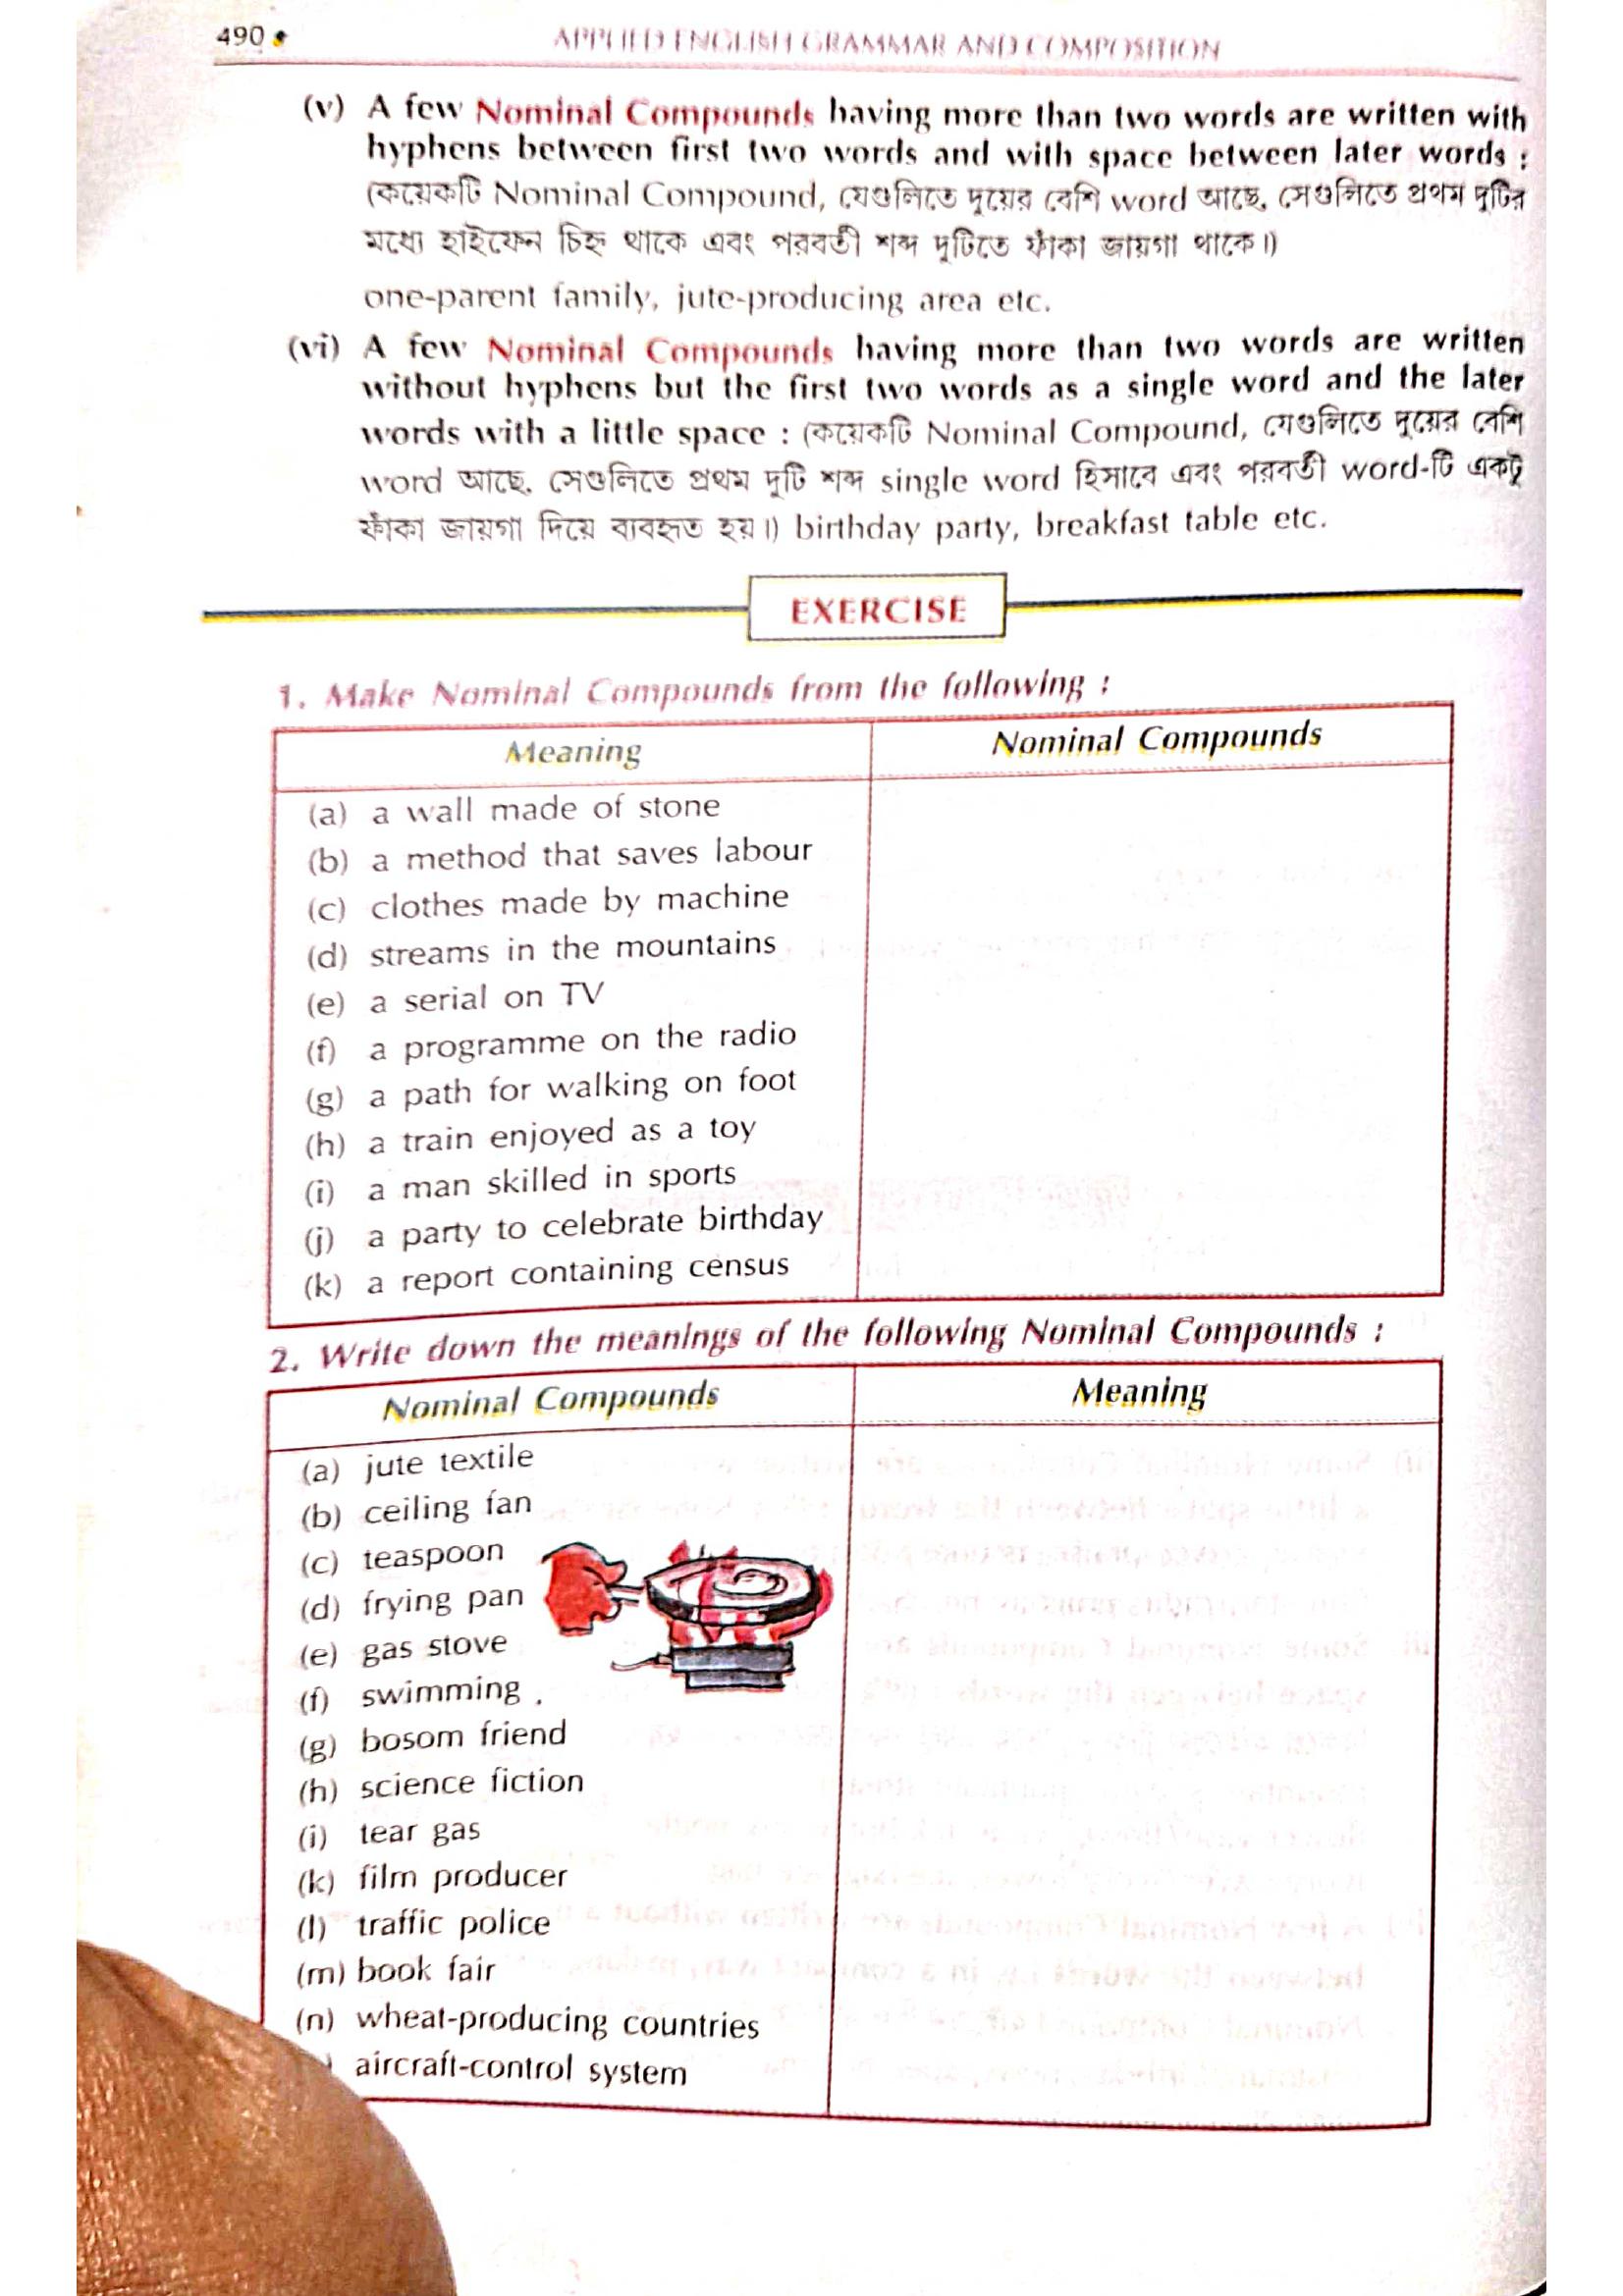 490 •
APPLIED ENGLISH GRAMMAR AND COMPOSITION
(v) A few Nominal Compounds having more than two words are written with
hyphens between first two words and with space between later words :
(কয়েকটি Nominal Compound, যেগুলিতে দুয়ের বেশি word আছে, সেগুলিতে প্রথম দুটির
মধ্যে হাইফেন চিহ্ন থাকে এবং পরবর্তী শব্দ দুটিতে ফাঁকা জায়গা থাকে।)
one-parent family, jute-producing area etc.
(vi) A few Nominal Compounds having more than two words are written
without hyphens but the first two words as a single word and the later
words with a little space : (কয়েকটি Nominal Compound, যেগুলিতে দুয়ের বেশি
word আছে, সেগুলিতে প্রথম দুটি শব্দ single word হিসাবে এবং পরবর্তী word-টি একটু
ফাঁকা জায়গা দিয়ে ব্যবহৃত হয়।) birthday party, breakfast table etc.
EXERCISE
1. Make Nominal Compounds from the following :
Meaning Nominal Compounds
(a) a wall made of stone
(b) a method that saves labour
(c) clothes made by machine
(d) streams in the mountains
(e) a serial on TV
(f) a programme on the radio
(g) a path for walking on foot
(h) a train enjoyed as a toy
(i) a man skilled in sports
(j) a party to celebrate birthday
(k) a report containing census
2. Write down the meanings of the following Nominal Compounds :
Nominal Compounds Meaning
(a) jute textile
(b) ceiling fan
(c) teaspoon
(d) frying pan
(e) gas stove
(f) swimming .
(g) bosom friend
(h) science fiction
(i) tear gas
(k) film producer
(l) traffic police
(m) book fair
(n) wheat-producing countries
aircraft-control system